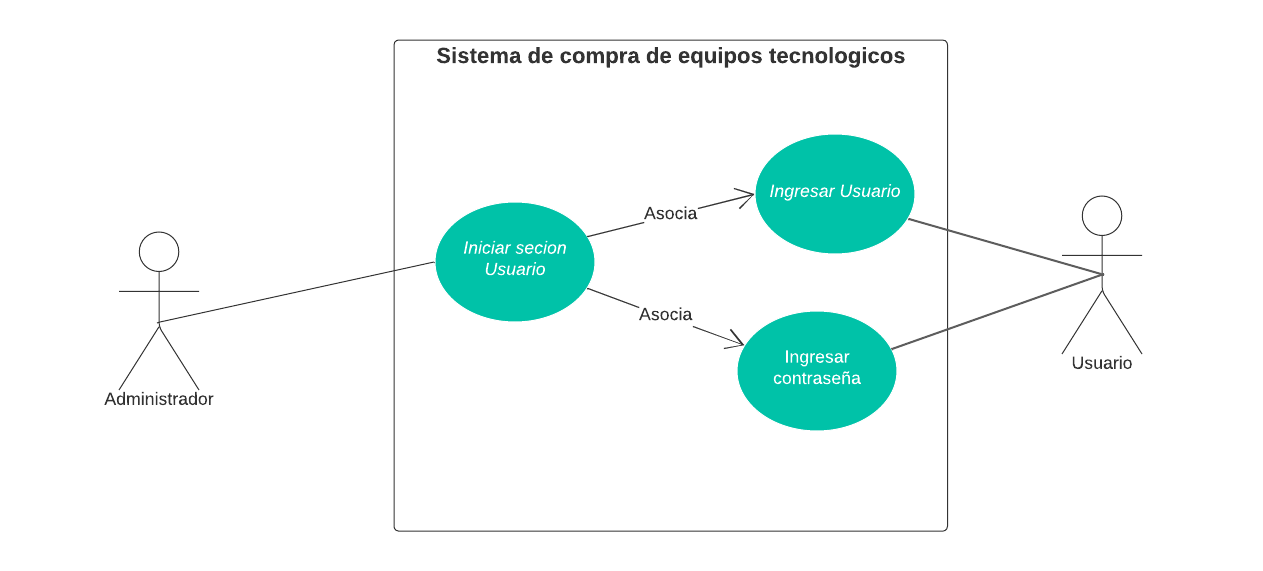 Sistema de compra de equipos tecnologicos
Ingresar Usuario
Asocia
Iniciar secion
Usuario
Asocia
Ingresar
contraseña
Usuario
Administrador